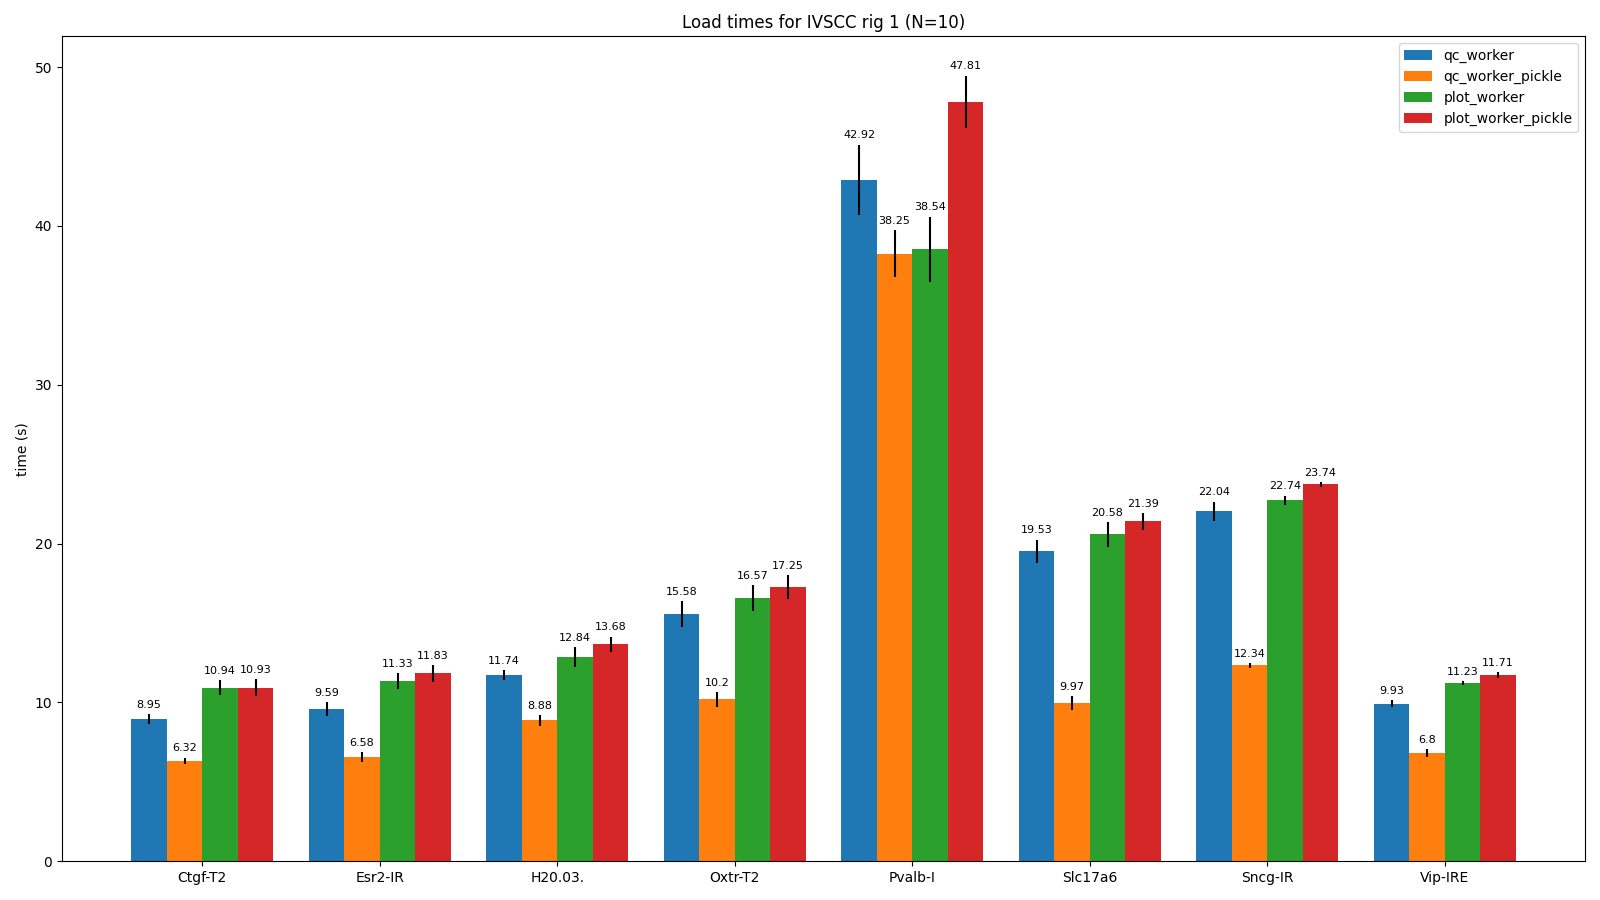 Load times for IVSCC rig 1 (N=10)
qc_worker
qc_worker_pickle
plot_worker
plot_worker_pickle
time (s)
50
40
30
20
10
0
8.95
6.32
10.94
10.93
9.59
6.58
11.33
11.83
11.74
8.88
12.84
13.68
15.58
10.2
16.57
17.25
42.92
38.25
38.54
47.81
19.53
9.97
20.58
21.39
22.04
12.34
22.74
23.74
9.93
6.8
11.23
11.71
Ctgf-T2
Esr2-IR
H20.03.
Oxtr-T2
Pvalb-I
Slc17a6
Sncg-IR
Vip-IRE